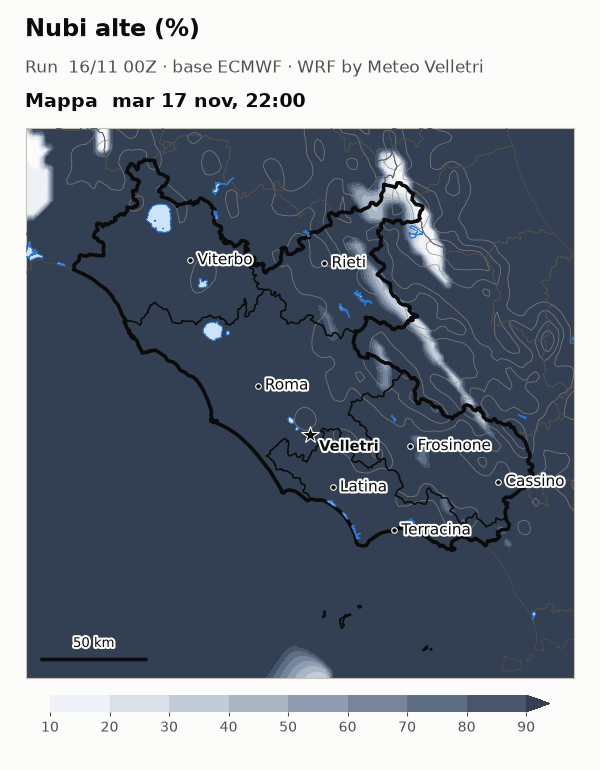 Nubi alte (%)
Run  16/11 00Z · base ECMWF · WRF by Meteo Velletri
Mappa  mar 17 nov, 22:00
Viterbo
Rieti
Roma
Velletri
Frosinone
Latina
Cassino
Terracina
50 km
10 20 30 40 50 60 70 80 90